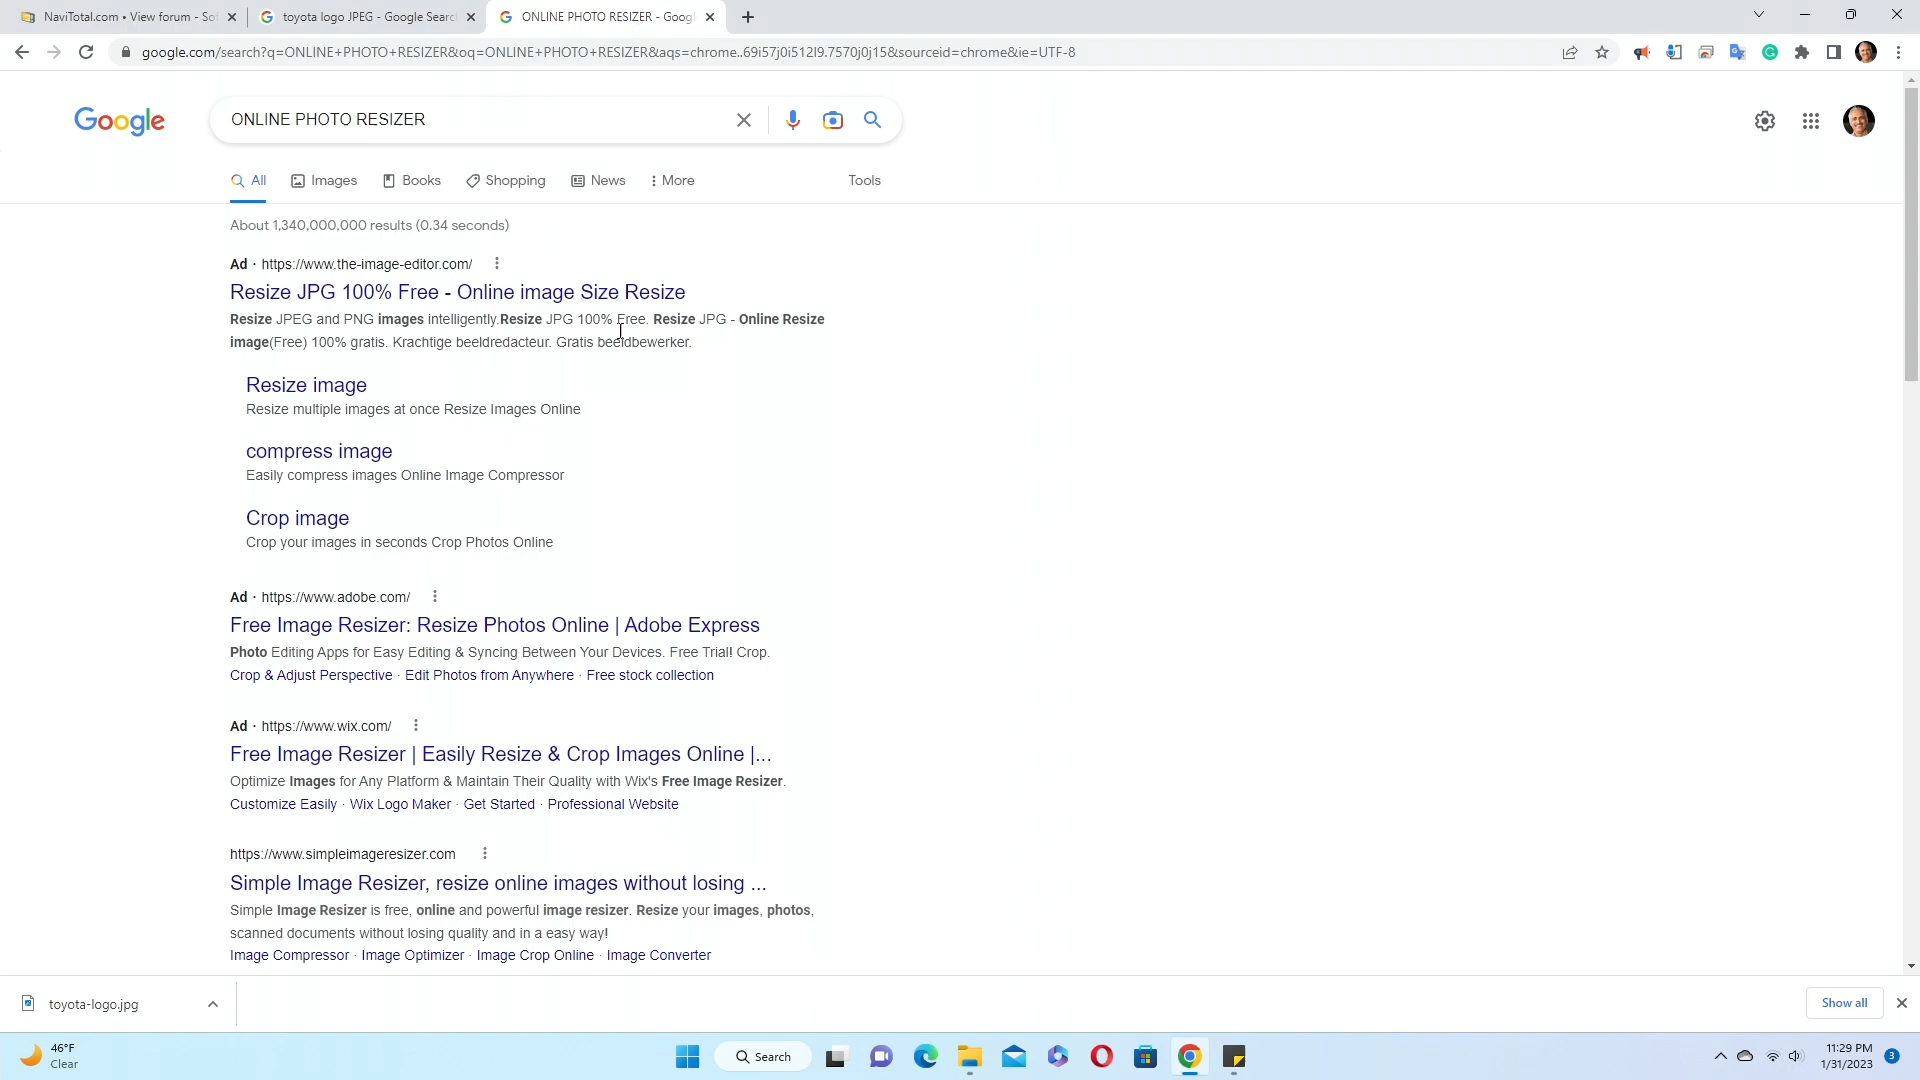 NaviTotal.com • View forum - Sof
toyota logo JPEG - Google Search
ONLINE PHOTO RESIZER - Googl
google.com/search?q=ONLINE+PHOTO+RESIZER&oq=ONLINE+PHOTO+RESIZER&aqs=chrome..69i57j0i512l9.7570j0j15&sourceid=chrome&ie=UTF-8
Google
ONLINE PHOTO RESIZER
All
Images
Books
Shopping
News
More
Tools
About 1,340,000,000 results (0.34 seconds)
Ad · https://www.the-image-editor.com/
Resize JPG 100% Free - Online image Size Resize
Resize JPEG and PNG images intelligently.Resize JPG 100% Free. Resize JPG - Online Resize
image(Free) 100% gratis. Krachtige beeldredacteur. Gratis beeldbewerker.
Resize image
Resize multiple images at once Resize Images Online
compress image
Easily compress images Online Image Compressor
Crop image
Crop your images in seconds Crop Photos Online
Ad · https://www.adobe.com/
Free Image Resizer: Resize Photos Online | Adobe Express
Photo Editing Apps for Easy Editing & Syncing Between Your Devices. Free Trial! Crop.
Crop & Adjust Perspective · Edit Photos from Anywhere · Free stock collection
Ad · https://www.wix.com/
Free Image Resizer | Easily Resize & Crop Images Online |...
Optimize Images for Any Platform & Maintain Their Quality with Wix's Free Image Resizer.
Customize Easily · Wix Logo Maker · Get Started · Professional Website
https://www.simpleimageresizer.com
Simple Image Resizer, resize online images without losing ...
Simple Image Resizer is free, online and powerful image resizer. Resize your images, photos,
scanned documents without losing quality and in a easy way!
Image Compressor · Image Optimizer · Image Crop Online · Image Converter
toyota-logo.jpg
Show all
46°F
Clear
Search
11:29 PM
1/31/2023
3